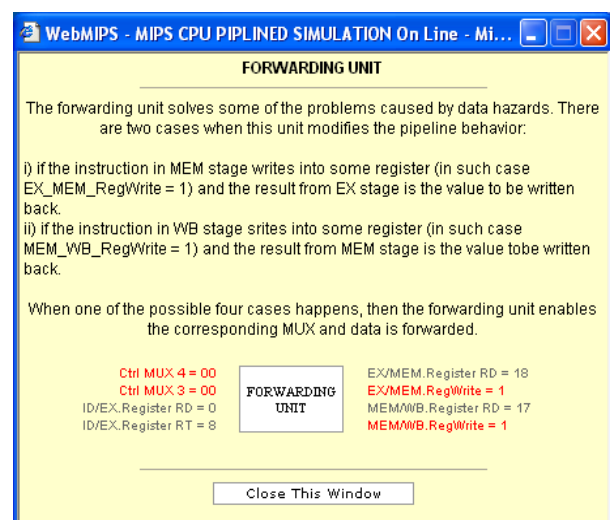 WebMIPS - MIPS CPU PIPLINED SIMULATION On Line - Mi...
FORWARDING UNIT
The forwarding unit solves some of the problems caused by data hazards. There
are two cases when this unit modifies the pipeline behavior:
i) if the instruction in MEM stage writes into some register (in such case
EX_MEM_RegWrite = 1) and the result from EX stage is the value to be written
back.
ii) if the instruction in WB stage srites into some register (in such case
MEM_WB_RegWrite = 1) and the result from MEM stage is the value tobe written
back.
When one of the possible four cases happens, then the forwarding unit enables
the corresponding MUX and data is forwarded.
Ctrl MUX 4 = 00
Ctrl MUX 3 = 00
ID/EX.Register RD = 0
ID/EX.Register RT = 8
FORWARDING
UNIT
EX/MEM.Register RD = 18
EX/MEM.RegWrite = 1
MEM/WB.Register RD = 17
MEM/WB.RegWrite = 1
Close This Window